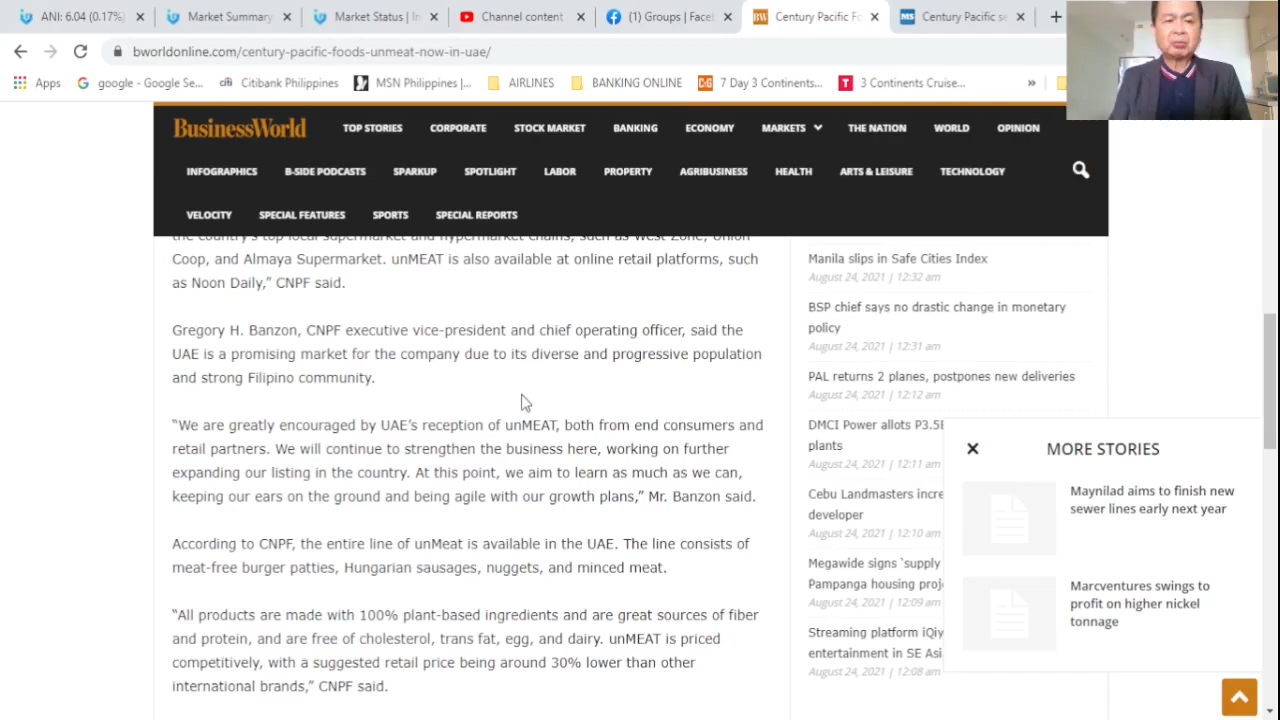 ANI 6.04 (0.17%)
Market Summary
Market Status | In
Channel content
(1) Groups | Face
Century Pacific Fo
Century Pacific se
bworldonline.com/century-pacific-foods-unmeat-now-in-uae/
Apps
google - Google Se...
Citibank Philippines
MSN Philippines |...
AIRLINES
BANKING ONLINE
7 Day 3 Continents...
3 Continents Cruise...
»
BusinessWorld
TOP STORIES
CORPORATE
STOCK MARKET
BANKING
ECONOMY
MARKETS
THE NATION
WORLD
OPINION
INFOGRAPHICS
B-SIDE PODCASTS
SPARKUP
SPOTLIGHT
LABOR
PROPERTY
AGRIBUSINESS
HEALTH
ARTS & LEISURE
TECHNOLOGY
VELOCITY
SPECIAL FEATURES
SPORTS
SPECIAL REPORTS
the country's top local supermarket and hypermarket chains, such as West Zone, Union
Coop, and Almaya Supermarket. unMEAT is also available at online retail platforms, such
as Noon Daily,” CNPF said.
Gregory H. Banzon, CNPF executive vice-president and chief operating officer, said the
UAE is a promising market for the company due to its diverse and progressive population
and strong Filipino community.
“We are greatly encouraged by UAE’s reception of unMEAT, both from end consumers and
retail partners. We will continue to strengthen the business here, working on further
expanding our listing in the country. At this point, we aim to learn as much as we can,
keeping our ears on the ground and being agile with our growth plans,” Mr. Banzon said.
According to CNPF, the entire line of unMeat is available in the UAE. The line consists of
meat-free burger patties, Hungarian sausages, nuggets, and minced meat.
“All products are made with 100% plant-based ingredients and are great sources of fiber
and protein, and are free of cholesterol, trans fat, egg, and dairy. unMEAT is priced
competitively, with a suggested retail price being around 30% lower than other
international brands,” CNPF said.
Manila slips in Safe Cities Index
August 24, 2021 | 12:32 am
BSP chief says no drastic change in monetary
policy
August 24, 2021 | 12:31 am
PAL returns 2 planes, postpones new deliveries
August 24, 2021 | 12:12 am
DMCI Power allots P3.5B
plants
August 24, 2021 | 12:11 am
Cebu Landmasters incre
developer
August 24, 2021 | 12:10 am
Megawide signs `supply
Pampanga housing proj
August 24, 2021 | 12:09 am
Streaming platform iQiy
entertainment in SE Asi
August 24, 2021 | 12:08 am
MORE STORIES
Maynilad aims to finish new
sewer lines early next year
Marcventures swings to
profit on higher nickel
tonnage